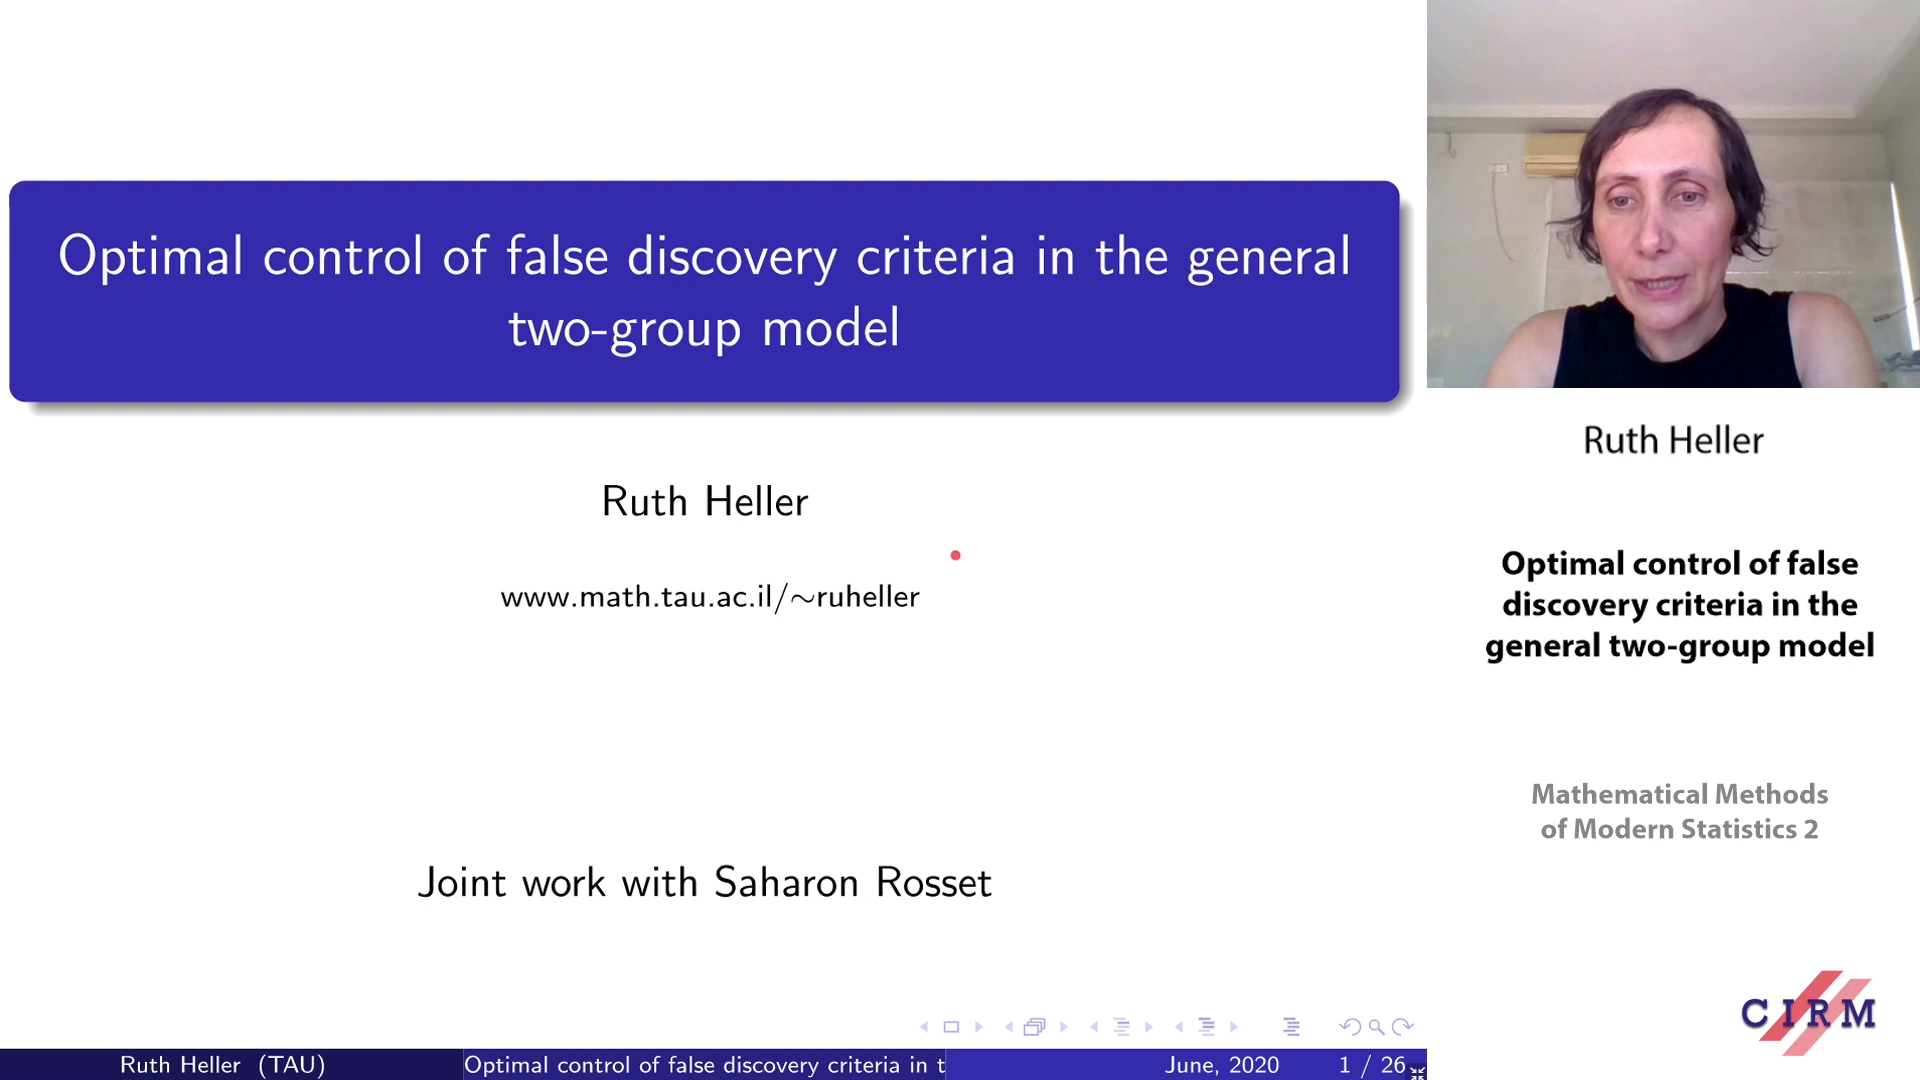 Optimal control of false discovery criteria in the general
two-group model
Ruth Heller
www.math.tau.ac.il/~ruheller
Joint work with Saharon Rosset
Ruth Heller (TAU)
Optimal control of false discovery criteria in t
June, 2020
1 / 26
Ruth Heller
Optimal control of false
discovery criteria in the
general two-group model
Mathematical Methods
of Modern Statistics 2
CIRM